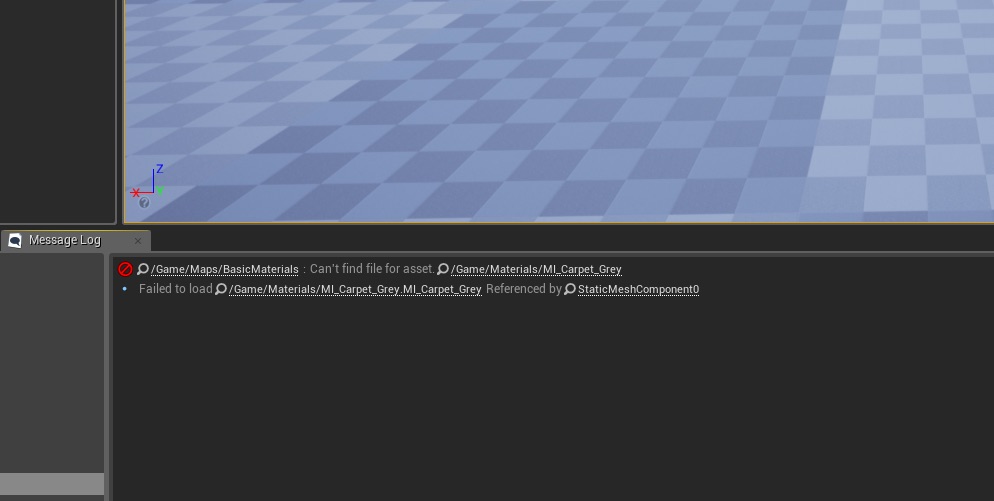 Z
X
?
Message Log ×
/Game/Maps/BasicMaterials : Can't find file for asset. /Game/Materials/MI_Carpet_Grey
Failed to load /Game/Materials/MI_Carpet_Grey.MI_Carpet_Grey Referenced by StaticMeshComponent0